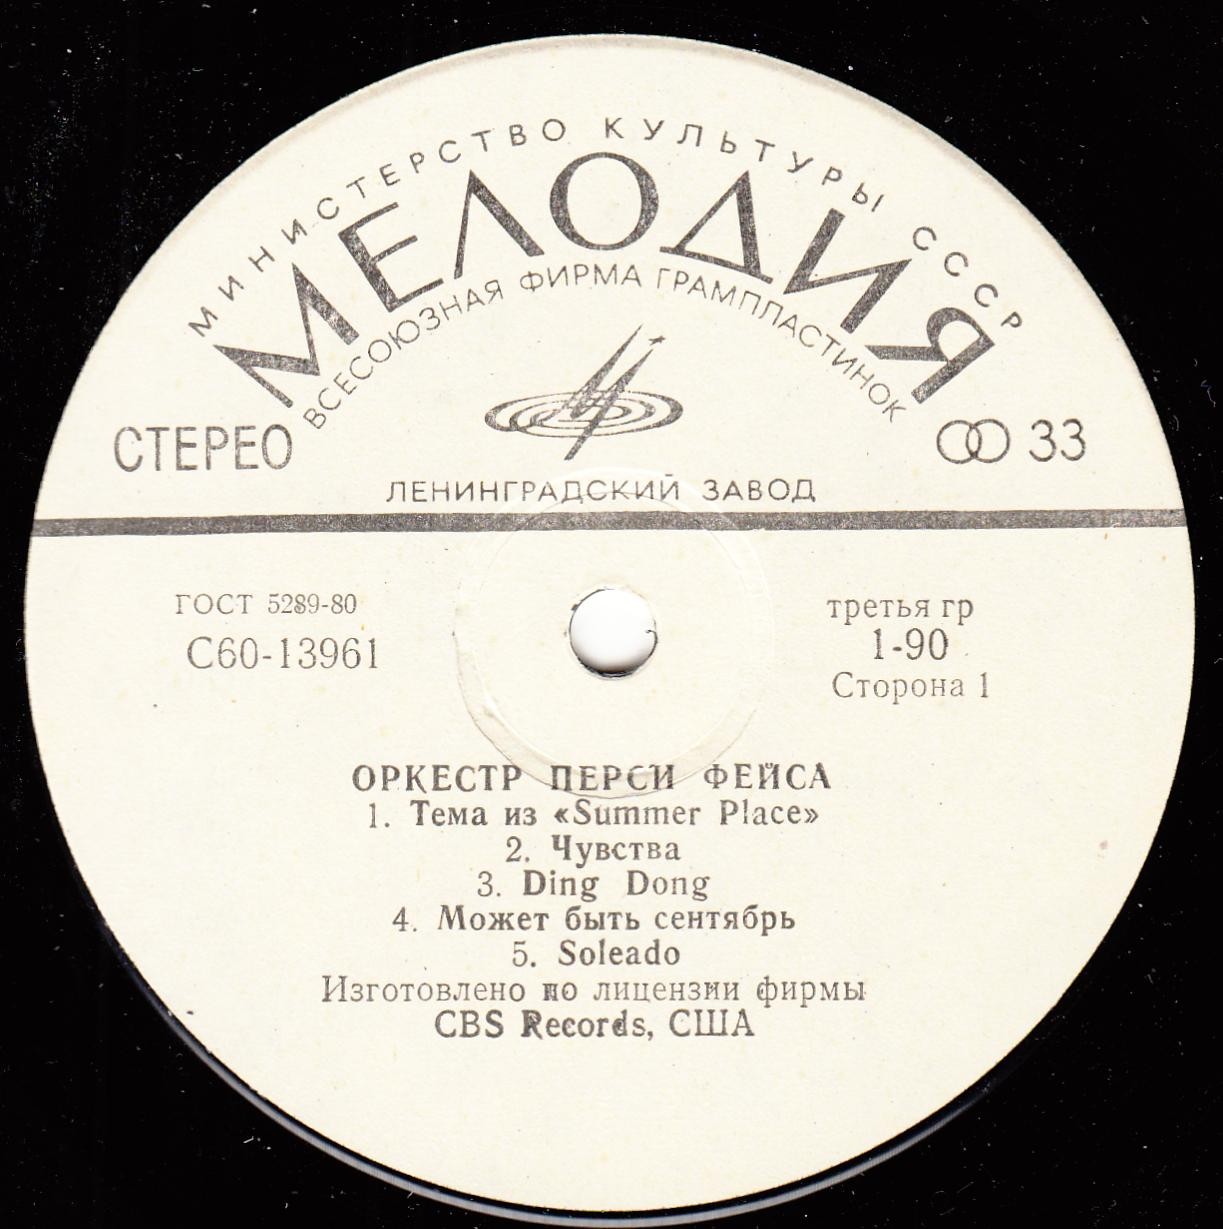 МИНИСТЕРСТВО КУЛЬТУРЫ СССР
МЕЛОДИЯ
ВСЕСОЮЗНАЯ ФИРМА ГРАМПЛАСТИНОК
СТЕРЕО
33
ЛЕНИНГРАДСКИЙ ЗАВОД
ГОСТ 5289-80
С60-13961
третья гр
1-90
Сторона 1
ОРКЕСТР ПЕРСИ ФЕЙСА
1. Тема из «Summer Place»
2. Чувства
3. Ding Dong
4. Может быть сентябрь
5. Soleado
Изготовлено по лицензии фирмы
CBS Records, США